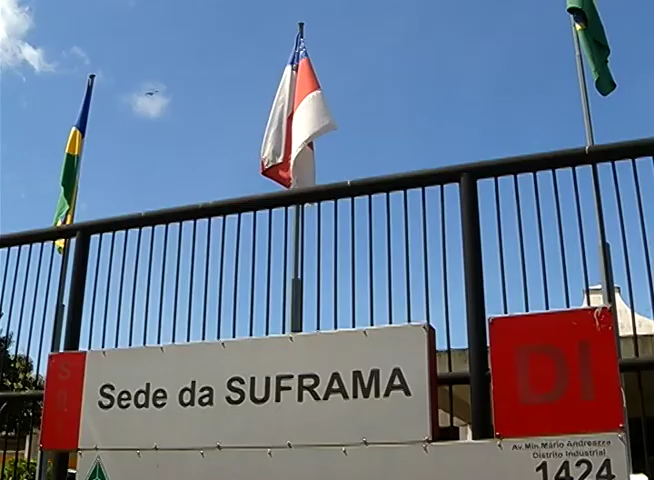 Sede da SUFRAMA
DI
Av. Min. Mário Andreazza
Distrito Industrial
1424